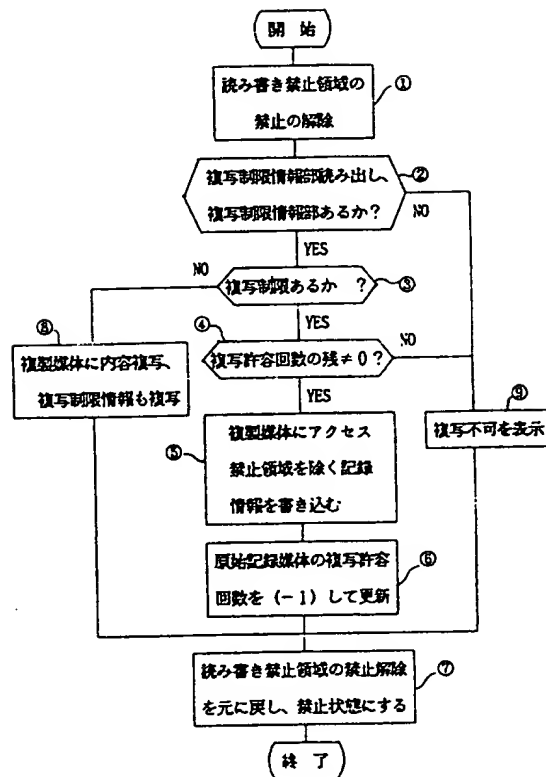 開 始
読み書き禁止領域の
禁止の解除
①
複写制限情報部読み出し、
複写制限情報部あるか?
②
NO
YES
NO
複写制限あるか ?
③
YES
④
複写許容回数の残≠0?
NO
YES
⑧
複製媒体に内容複写、
複写制限情報も複写
⑨
複写不可を表示
⑤
複製媒体にアクセス
禁止領域を除く記録
情報を書き込む
原始記録媒体の複写許容
回数を (-1) して更新
⑥
読み書き禁止領域の禁止解除
を元に戻し、禁止状態にする
⑦
終 了